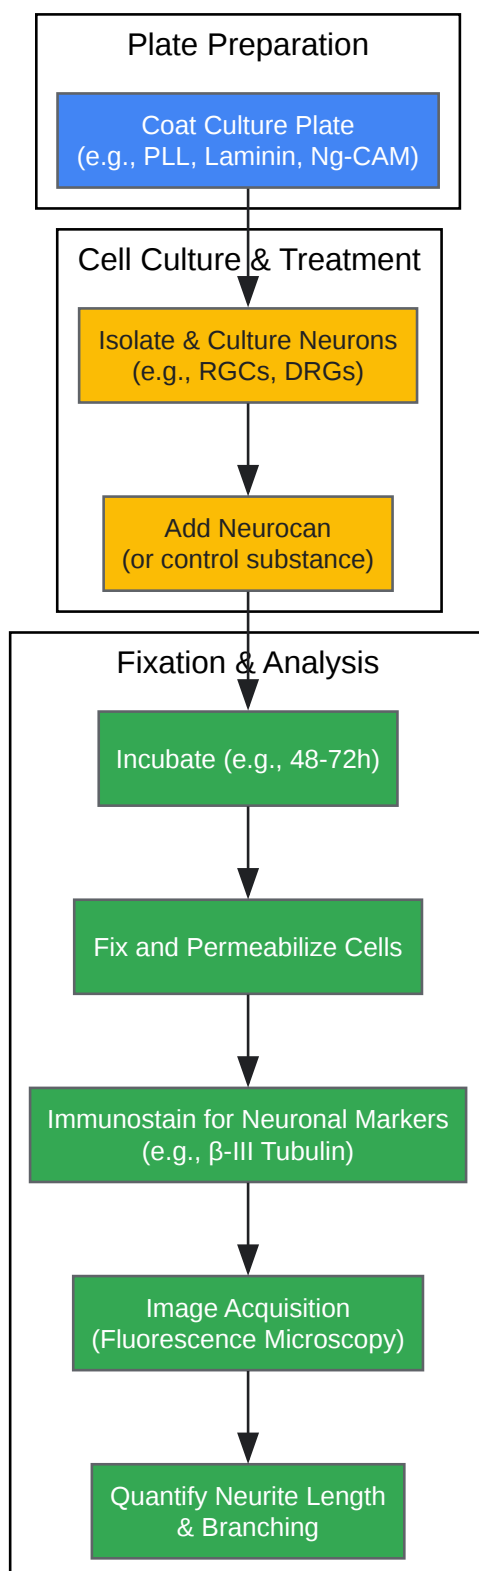 Plate Preparation
Coat Culture Plate
(e.g., PLL, Laminin, Ng-CAM)
Cell Culture & Treatment
Isolate & Culture Neurons
(e.g., RGCs, DRGs)
Add Neurocan
(or control substance)
Fixation & Analysis
Incubate (e.g., 48-72h)
Fix and Permeabilize Cells
Immunostain for Neuronal Markers
(e.g., β-III Tubulin)
Image Acquisition
(Fluorescence Microscopy)
Quantify Neurite Length
& Branching